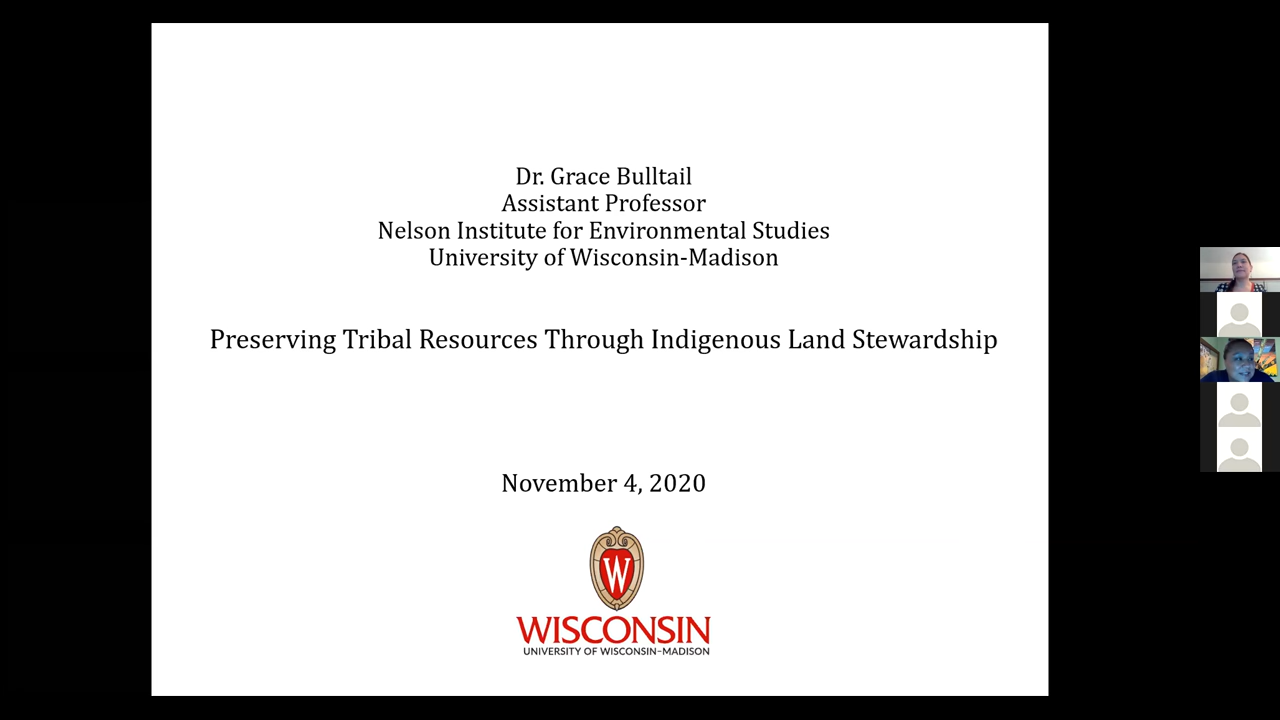 Dr. Grace Bulltail
Assistant Professor
Nelson Institute for Environmental Studies
University of Wisconsin-Madison
Preserving Tribal Resources Through Indigenous Land Stewardship
November 4, 2020
W
WISCONSIN
UNIVERSITY OF WISCONSIN–MADISON